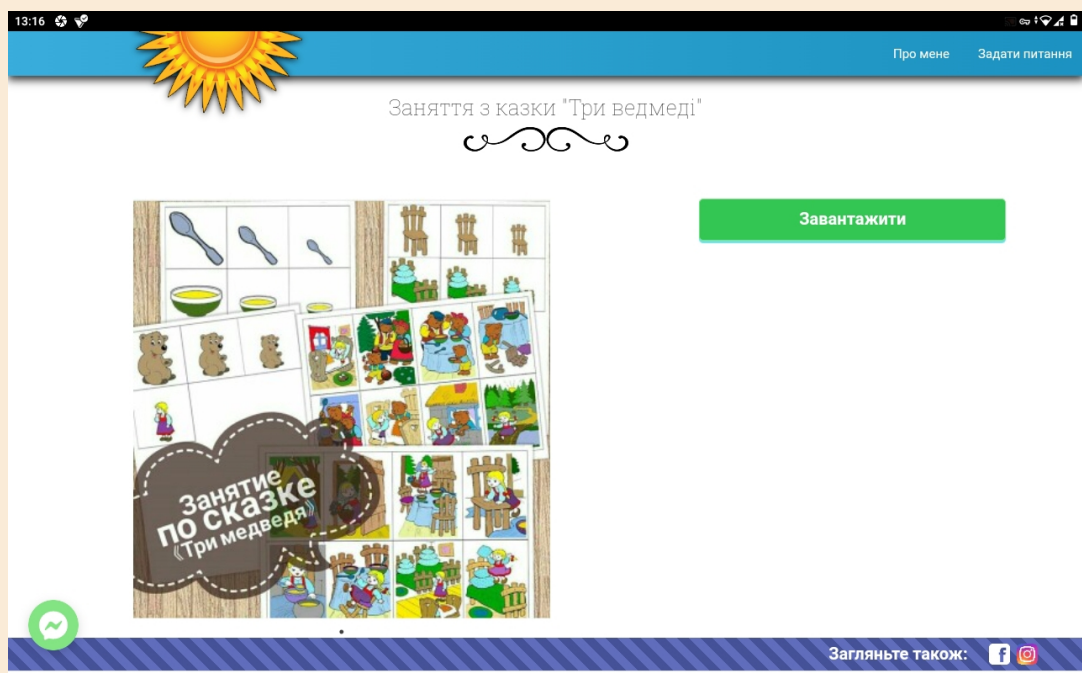 13:16
Про мене Задати питання
Заняття з казки "Три ведмеді"
Завантажити
Занятие
по сказке
«Три медведя»
Загляньте також: